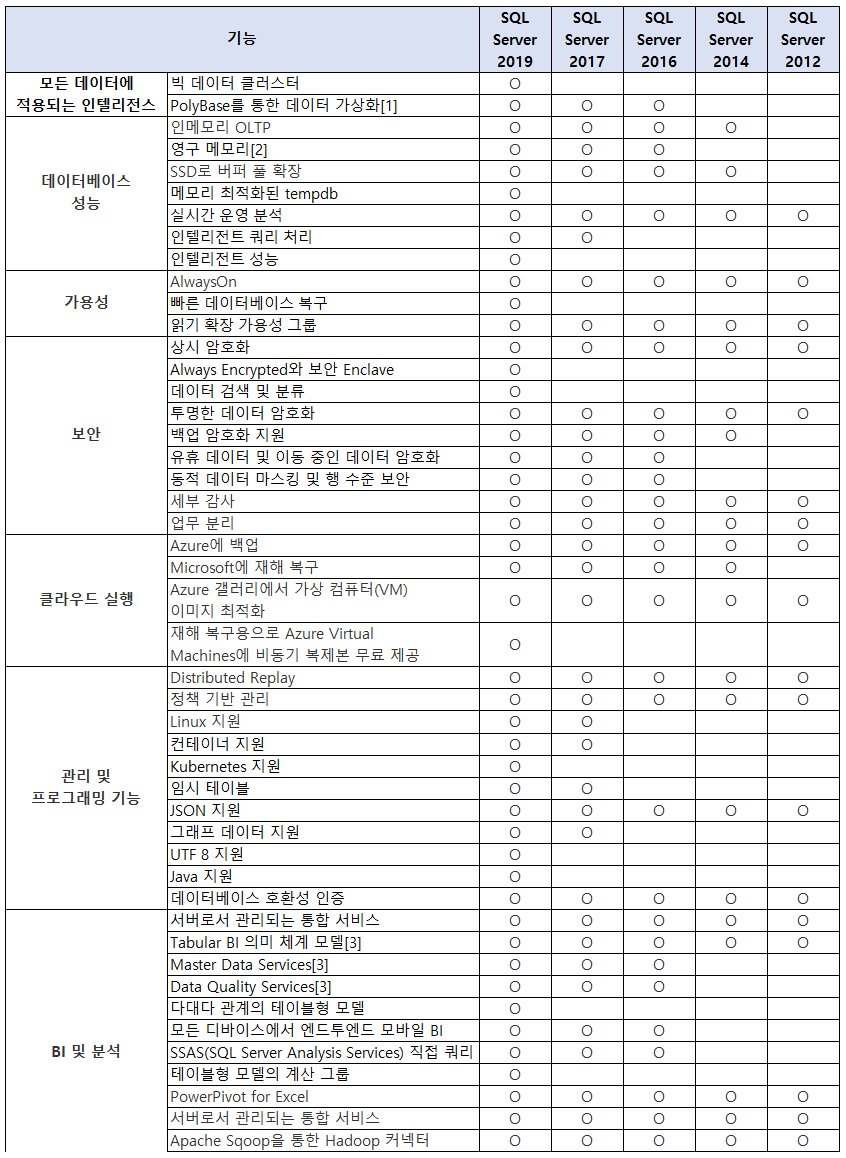 기능 SQL Server 2019 SQL Server 2017 SQL Server 2016 SQL Server 2014 SQL Server 2012
모든 데이터에 적용되는 인텔리전스
빅 데이터 클러스터 O
PolyBase를 통한 데이터 가상화[1] O O O
데이터베이스 성능
인메모리 OLTP O O O O
영구 메모리[2] O O O
SSD로 버퍼 풀 확장 O O O O
메모리 최적화된 tempdb O
실시간 운영 분석 O O O O O
인텔리전트 쿼리 처리 O O
인텔리전트 성능 O
가용성
AlwaysOn O O O O O
빠른 데이터베이스 복구 O
읽기 확장 가용성 그룹 O O O O O
보안
상시 암호화 O O O O O
Always Encrypted와 보안 Enclave O
데이터 검색 및 분류 O
투명한 데이터 암호화 O O O O O
백업 암호화 지원 O O O O
유휴 데이터 및 이동 중인 데이터 암호화 O O O
동적 데이터 마스킹 및 행 수준 보안 O O O
세부 감사 O O O O O
업무 분리 O O O O O
클라우드 실행
Azure에 백업 O O O O O
Microsoft에 재해 복구 O O O O
Azure 갤러리에서 가상 컴퓨터(VM)
이미지 최적화 O O O O O
재해 복구용으로 Azure Virtual
Machines에 비동기 복제본 무료 제공 O
관리 및 프로그래밍 기능
Distributed Replay O O O O O
정책 기반 관리 O O O O O
Linux 지원 O O
컨테이너 지원 O O
Kubernetes 지원 O
임시 테이블 O O
JSON 지원 O O O O O
그래프 데이터 지원 O O
UTF 8 지원 O
Java 지원 O
데이터베이스 호환성 인증 O O O O O
BI 및 분석
서버로서 관리되는 통합 서비스 O O O O O
Tabular BI 의미 체계 모델[3] O O O O O
Master Data Services[3] O O O
Data Quality Services[3] O O O
다대다 관계의 테이블형 모델 O
모든 디바이스에서 엔드투엔드 모바일 BI O O O
SSAS(SQL Server Analysis Services) 직접 쿼리 O O O
테이블형 모델의 계산 그룹 O
PowerPivot for Excel O O O O O
서버로서 관리되는 통합 서비스 O O O O O
Apache Sqoop을 통한 Hadoop 커넥터 O O O O O